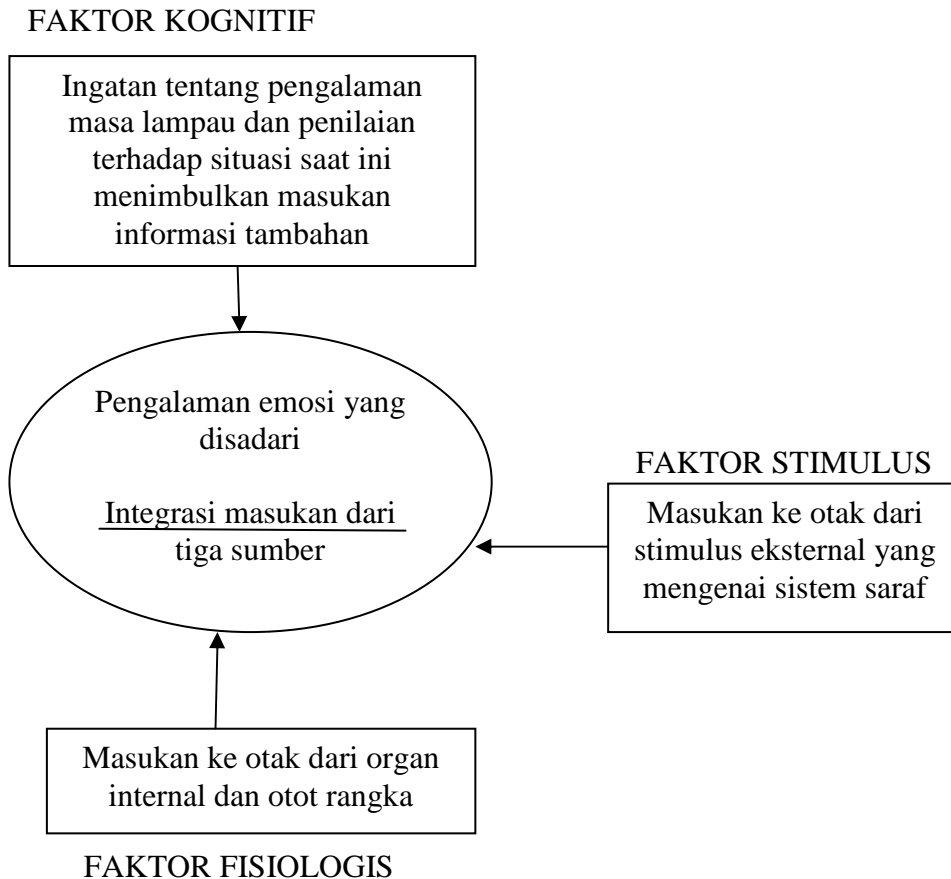 FAKTOR KOGNITIF
Ingatan tentang pengalaman
masa lampau dan penilaian
terhadap situasi saat ini
menimbulkan masukan
informasi tambahan
Pengalaman emosi yang
disadari
Integrasi masukan dari
tiga sumber
FAKTOR STIMULUS
Masukan ke otak dari
stimulus eksternal yang
mengenai sistem saraf
Masukan ke otak dari organ
internal dan otot rangka
FAKTOR FISIOLOGIS